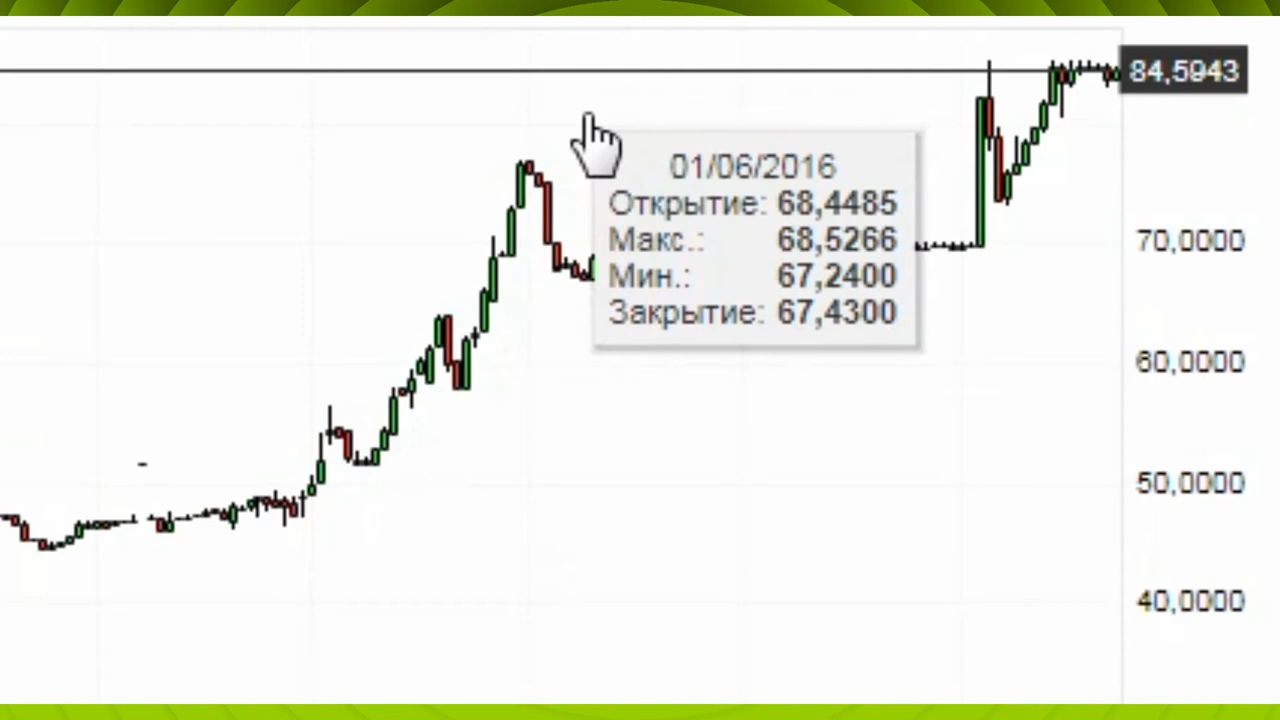 84,5943
01/06/2016
Открытие: 68,4485
Макс.: 68,5266
Мин.: 67,2400
Закрытие: 67,4300
70,0000
60,0000
50,0000
40,0000